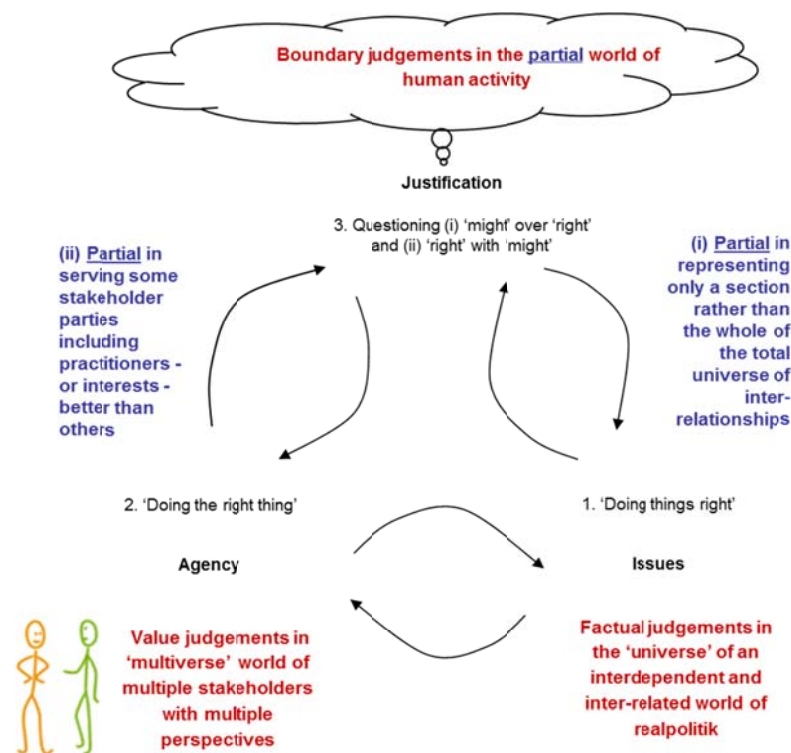 Boundary judgements in the partial world of
human activity
Justification
3. Questioning (i) 'might' over 'right'
and (ii) 'right' with 'might'
(ii) Partial in
serving some
stakeholder
parties
including
practitioners -
or interests -
better than
others
(i) Partial in
representing
only a section
rather than
the whole of
the total
universe of
inter-
relationships
2. 'Doing the right thing'
1. 'Doing things right'
Agency
Issues
Value judgements in
'multiverse' world of
multiple stakeholders
with multiple
perspectives
Factual judgements in
the 'universe' of an
interdependent and
inter-related world of
realpolitik